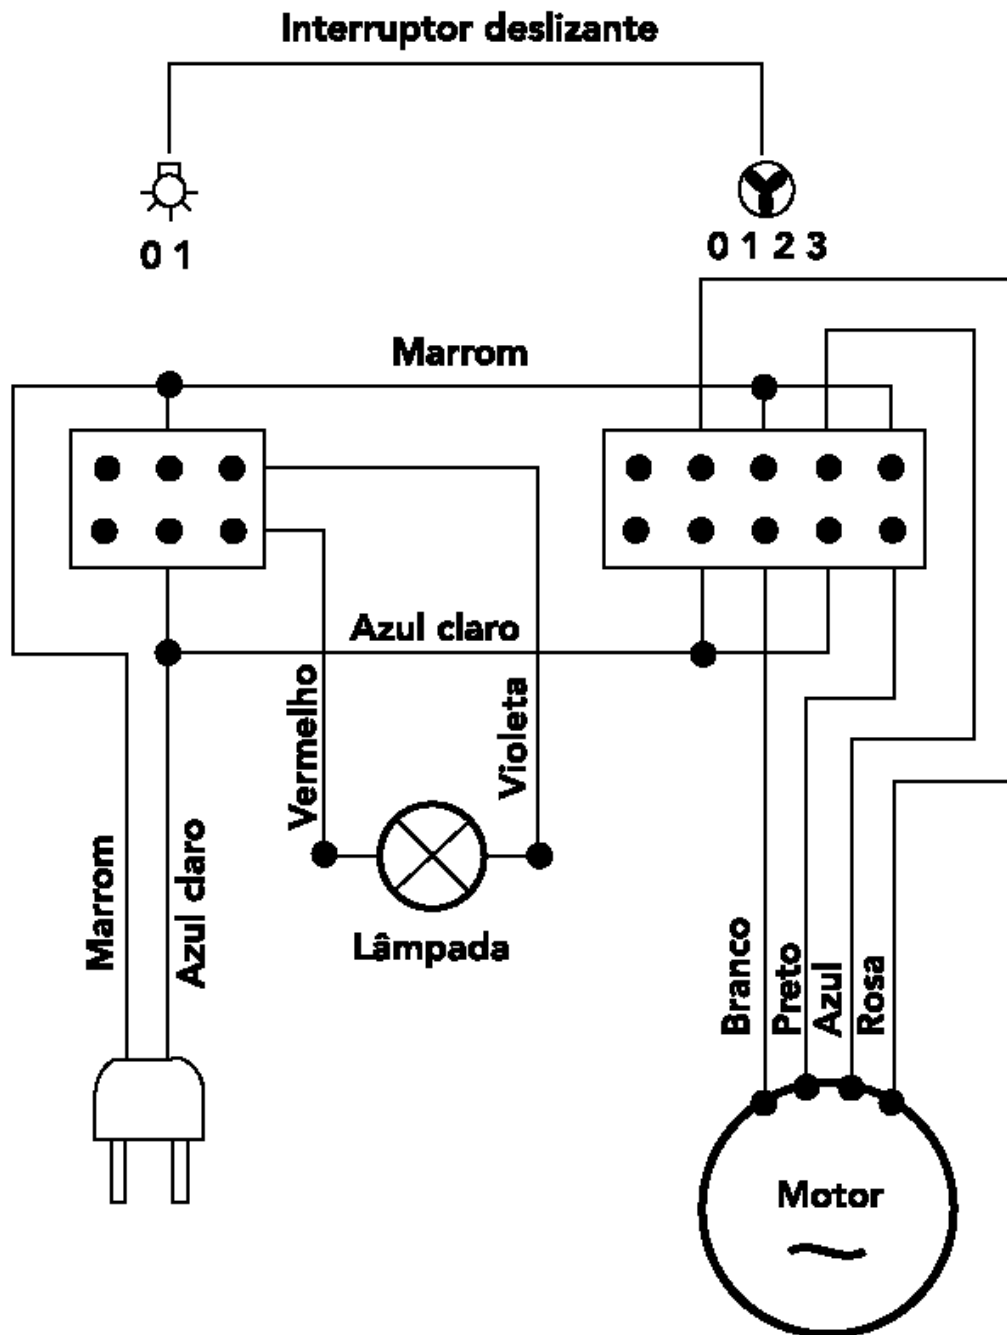 Interruptor deslizante
0 1
0 1 2 3
Marrom
Azul claro
Vermelho
Violeta
Marrom
Azul claro
Lâmpada
Branco
Preto
Azul
Rosa
Motor